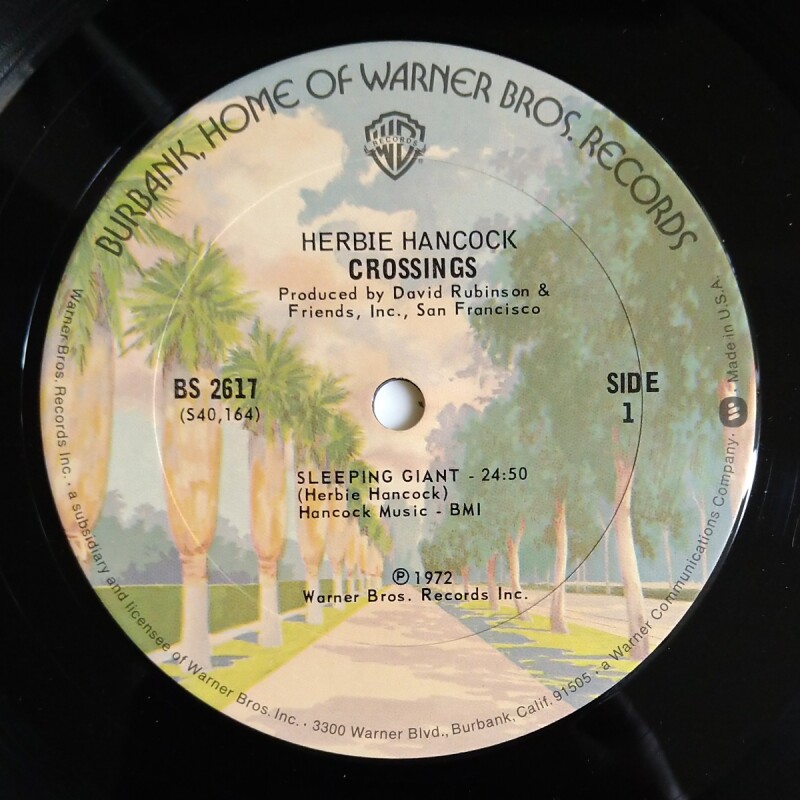 BURBANK, HOME OF WARNER BROS. RECORDS
W B
RECORDS
®
HERBIE HANCOCK
CROSSINGS
Produced by David Rubinson &
Friends, Inc., San Francisco
BS 2617
(S40,164)
SIDE
1
SLEEPING GIANT - 24:50
(Herbie Hancock)
Hancock Music - BMI
℗ 1972
Warner Bros. Records Inc.
Warner Bros. Records Inc. · a subsidiary and licensee of Warner Bros. Inc. · 3300 Warner Blvd., Burbank, Calif. 91505 · a Warner Communications Company · Made in U.S.A.